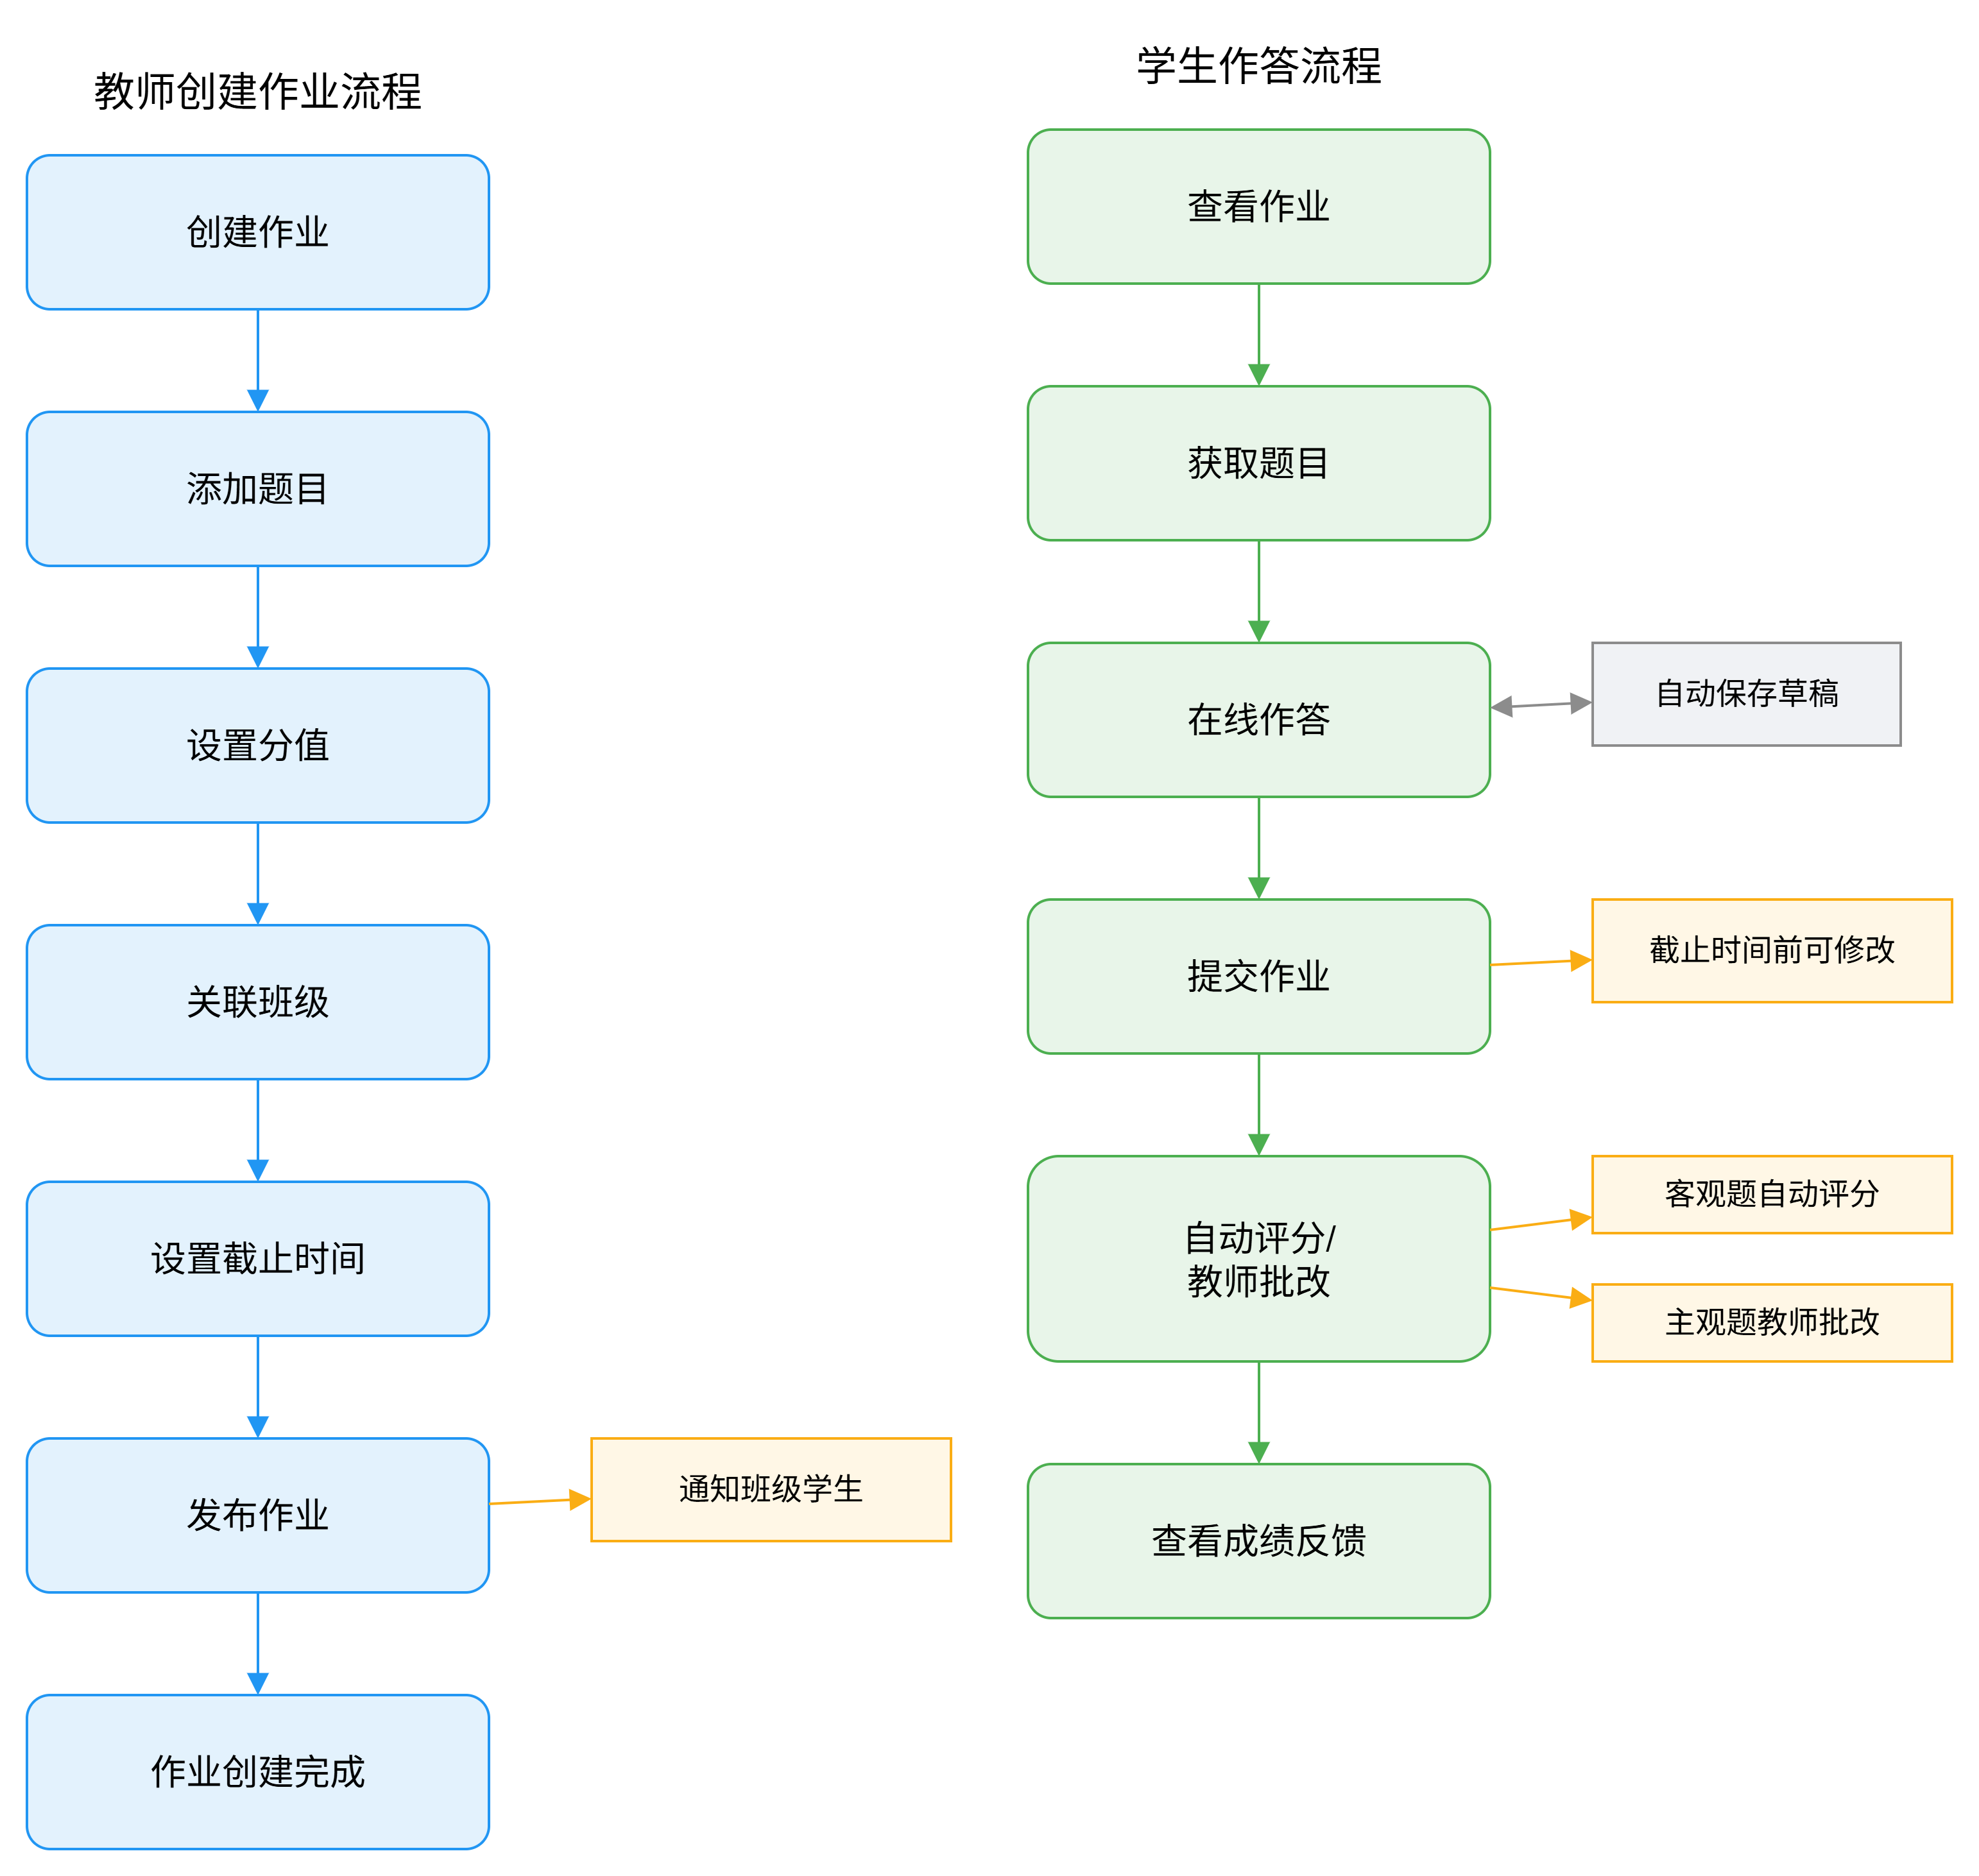 教师创建作业流程
创建作业
添加题目
设置分值
关联班级
设置截止时间
发布作业
通知班级学生
作业创建完成
学生作答流程
查看作业
获取题目
在线作答
自动保存草稿
提交作业
截止时间前可修改
自动评分/
教师批改
客观题自动评分
主观题教师批改
查看成绩反馈